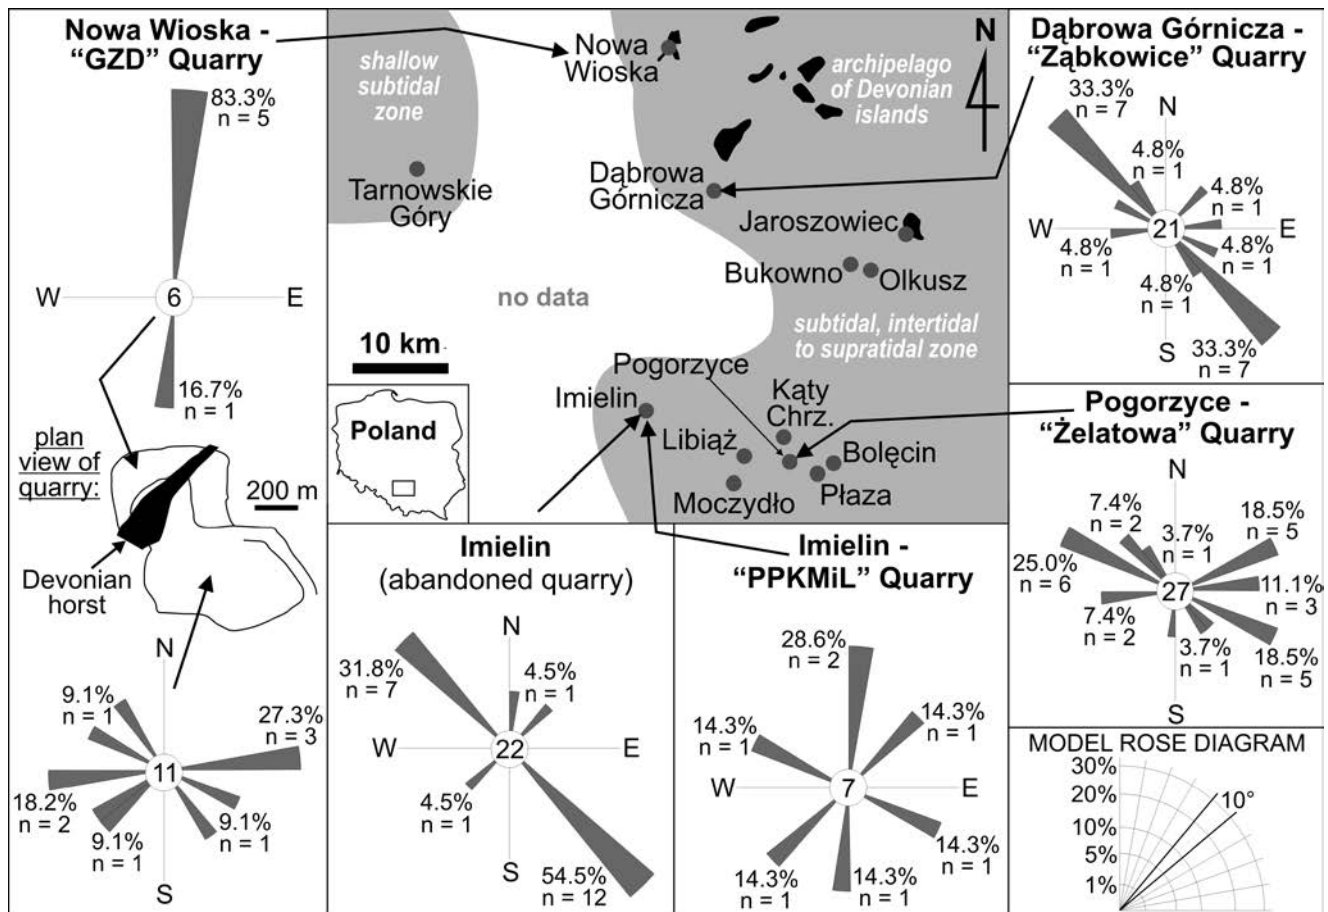 Nowa Wioska -
“GZD” Quarry
83.3%
n = 5
W
E
6
16.7%
n = 1
plan
view of
quarry:
200 m
Devonian
horst
N
9.1%
n = 1
27.3%
n = 3
11
18.2%
n = 2
9.1%
n = 1
9.1%
n = 1
S
shallow
subtidal
zone
Nowa
Wioska
archipelago
of Devonian
islands
N
Tarnowskie
Góry
Dąbrowa
Górnicza
Jaroszowiec
Bukowno
Olkusz
no data
subtidal, intertidal
to supratidal zone
10 km
Pogorzyce
Imielin
Kąty
Chrz.
Libiąż
Bolęcin
Moczydło
Płaza
Poland
Imielin
(abandoned quarry)
N
31.8%
n = 7
4.5%
n = 1
W
22
E
4.5%
n = 1
S
54.5%
n = 12
Imielin -
“PPKMiL” Quarry
28.6%
n = 2
14.3%
n = 1
14.3%
n = 1
W
7
E
14.3%
n = 1
14.3%
n = 1
14.3%
n = 1
Dąbrowa Górnicza -
“Ząbkowice” Quarry
33.3%
n = 7
N
4.8%
n = 1
4.8%
n = 1
W
21
E
4.8%
n = 1
4.8%
n = 1
4.8%
n = 1
S
33.3%
n = 7
Pogorzyce -
“Żelatowa” Quarry
N
7.4%
n = 2
3.7%
n = 1
18.5%
n = 5
25.0%
n = 6
27
11.1%
n = 3
7.4%
n = 2
3.7%
n = 1
18.5%
n = 5
S
MODEL ROSE DIAGRAM
30%
20%
10%
5%
1%
10°